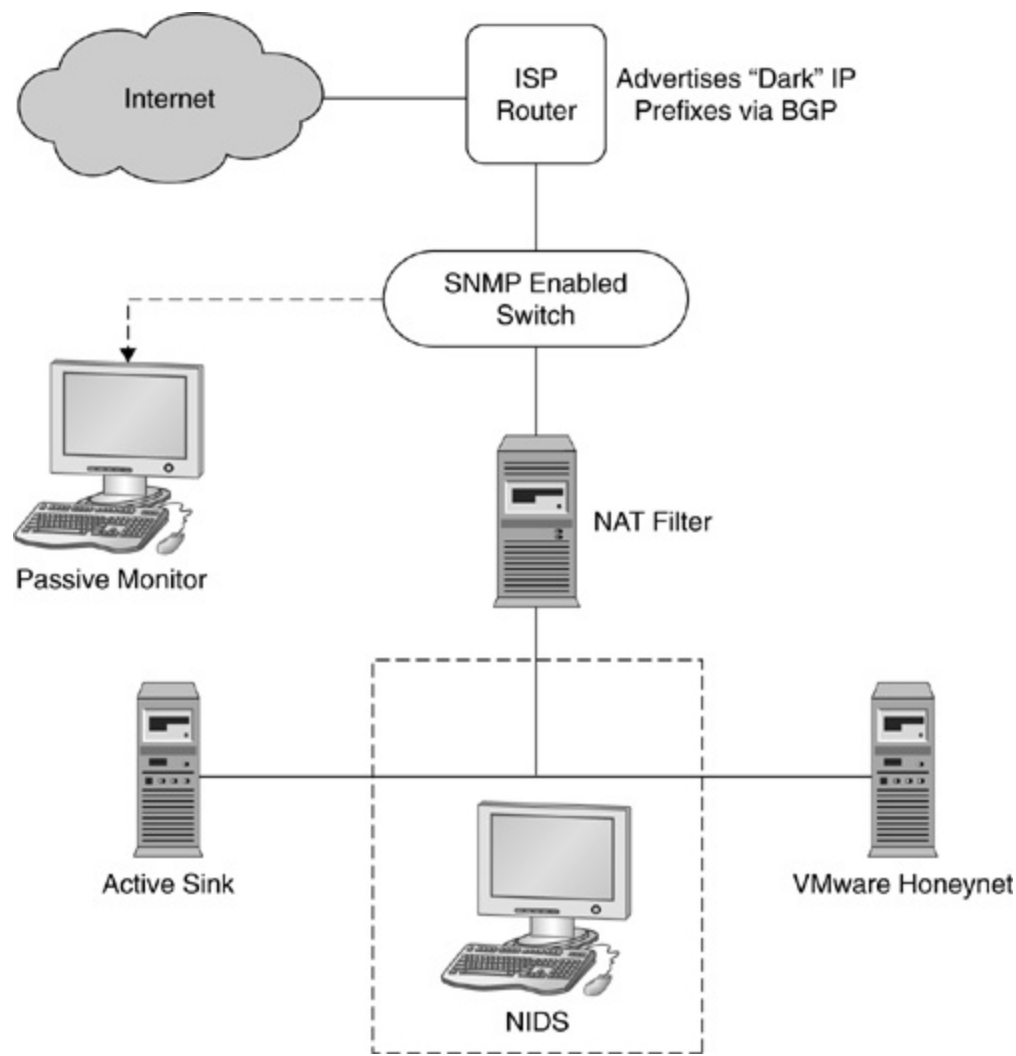 Internet
ISP
Router
Advertises “Dark” IP
Prefixes via BGP
SNMP Enabled
Switch
NAT Filter
Passive Monitor
Active Sink
VMware Honeynet
NIDS